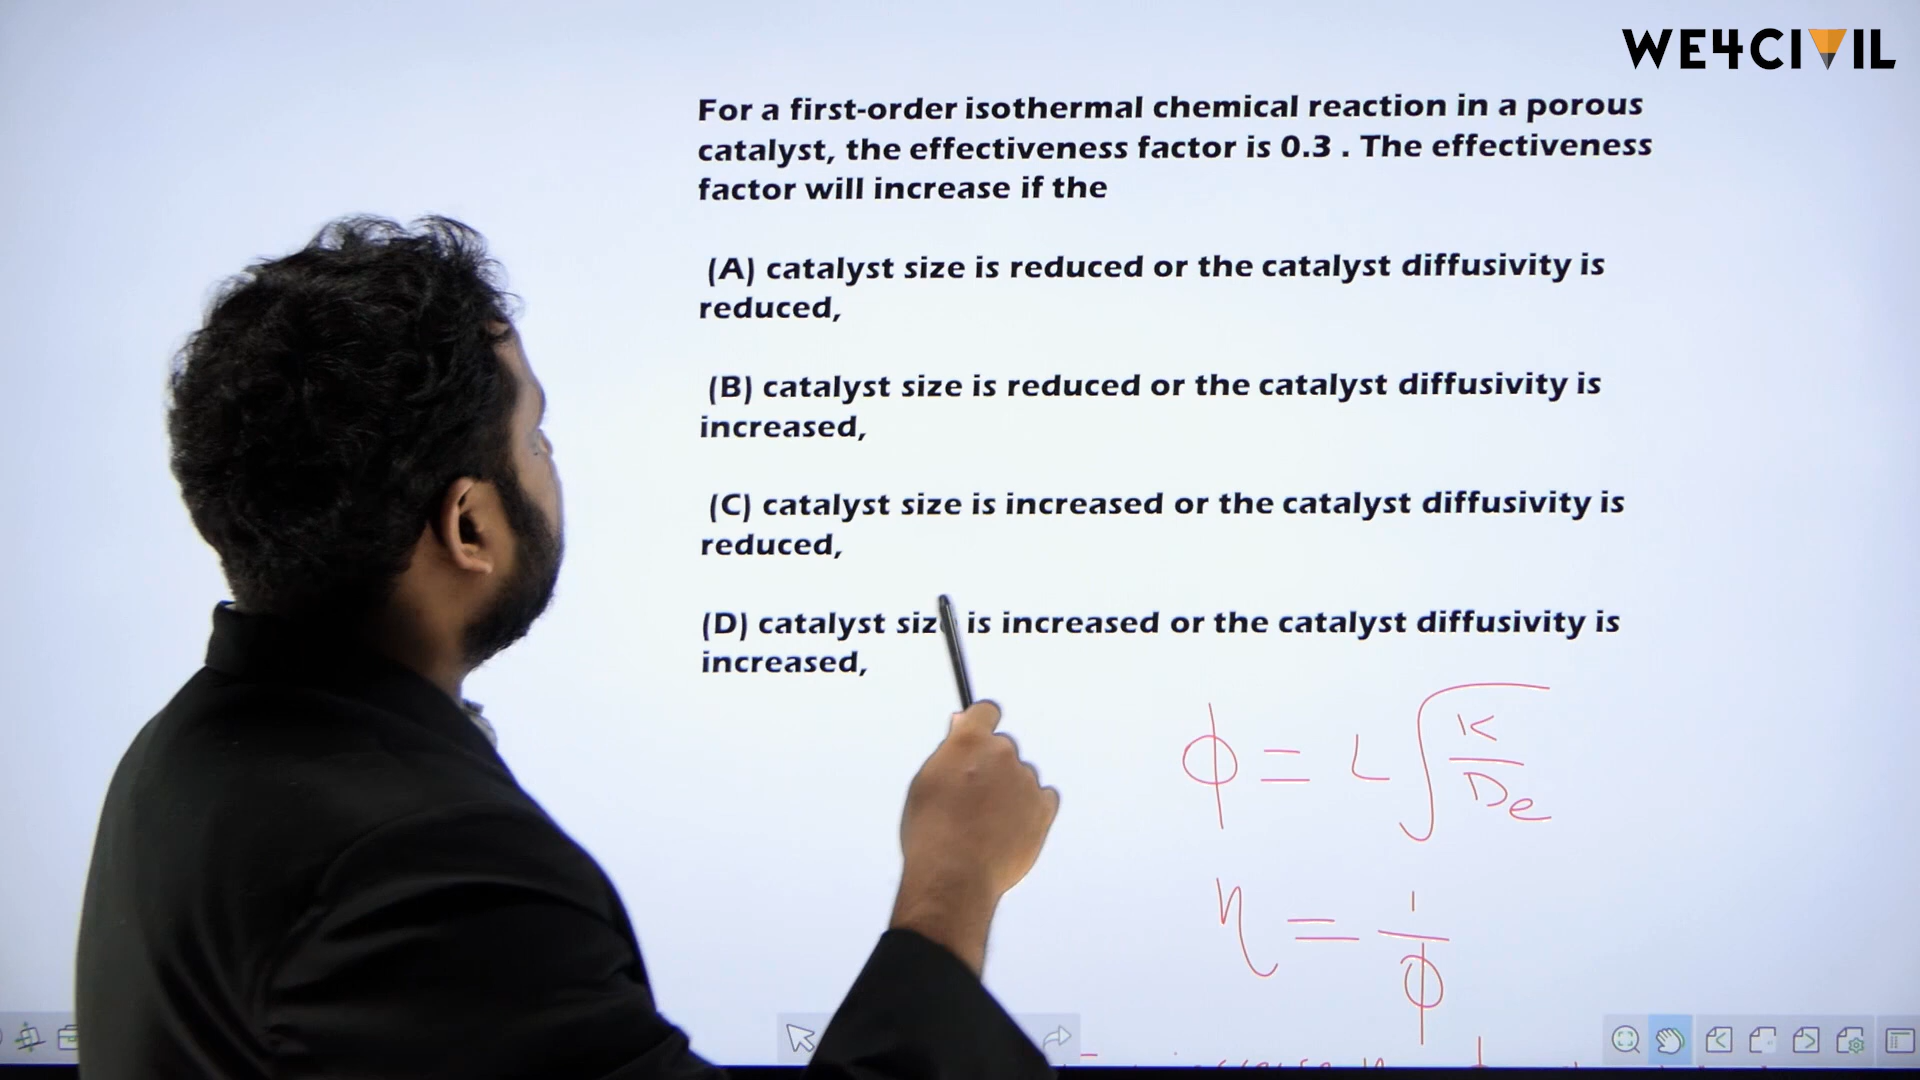 WE4CIVIL
For a first-order isothermal chemical reaction in a porous
catalyst, the effectiveness factor is 0.3 . The effectiveness
factor will increase if the
(A) catalyst size is reduced or the catalyst diffusivity is
reduced,
(B) catalyst size is reduced or the catalyst diffusivity is
increased,
(C) catalyst size is increased or the catalyst diffusivity is
reduced,
(D) catalyst size is increased or the catalyst diffusivity is
increased,
ϕ = L √(K/De)
η = 1/ϕ